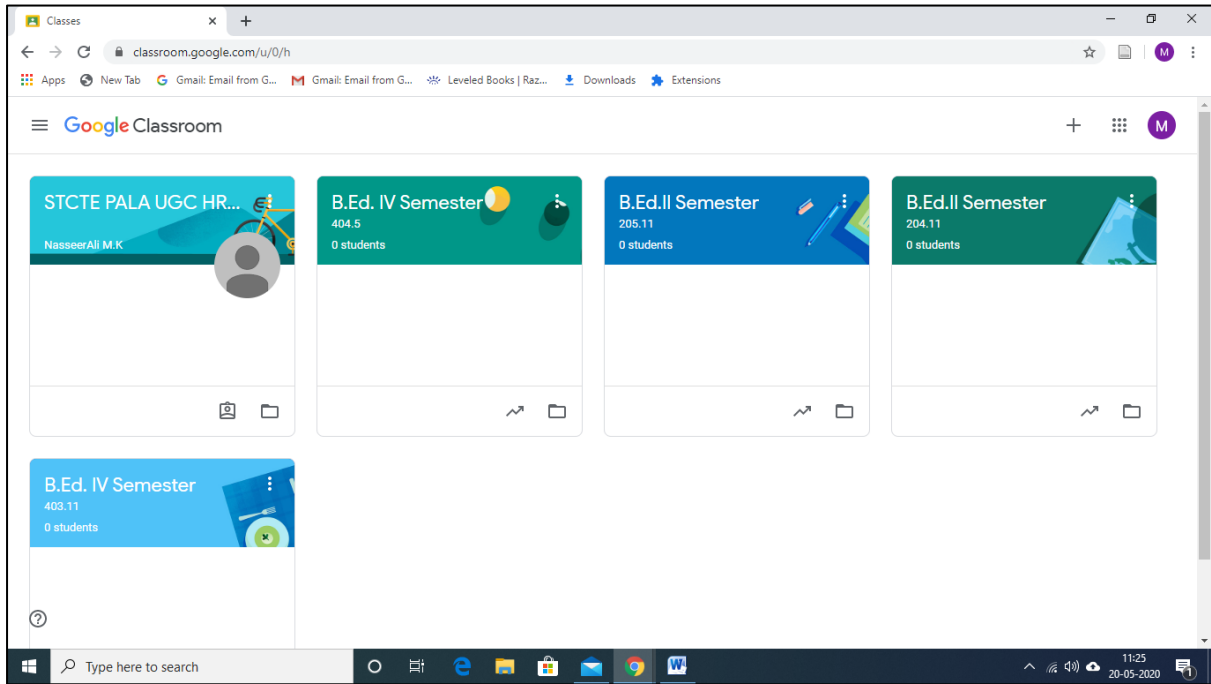 Classes
classroom.google.com/u/0/h
M
Apps New Tab G Gmail: Email from G... M Gmail: Email from G... Leveled Books | Raz... Downloads Extensions
Google Classroom
M
STCTE PALA UGC HR...
NasseerAli M.K
B.Ed. IV Semester
404.5
0 students
B.Ed.II Semester
205.11
0 students
B.Ed.II Semester
204.11
0 students
B.Ed. IV Semester
403.11
0 students
Type here to search
11:25
20-05-2020
1